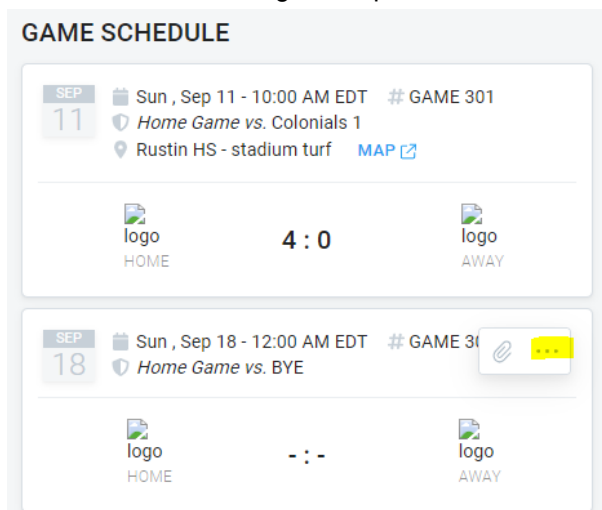 GAME SCHEDULE
SEP
11
Sun , Sep 11 - 10:00 AM EDT # GAME 301
Home Game vs. Colonials 1
Rustin HS - stadium turf MAP
logo
HOME
4 : 0
logo
AWAY
SEP
18
Sun , Sep 18 - 12:00 AM EDT # GAME
Home Game vs. BYE
logo
HOME
- : -
logo
AWAY